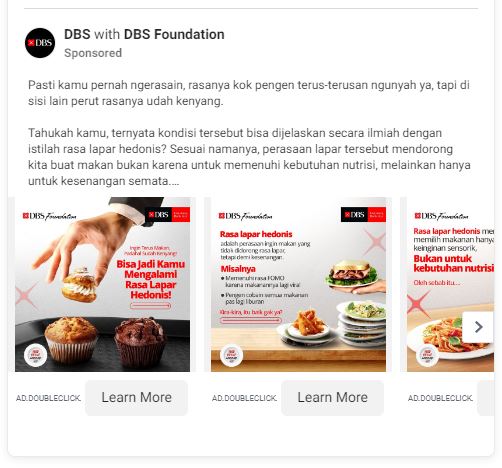 DBS
DBS with DBS Foundation
Sponsored
Pasti kamu pernah ngerasain, rasanya kok pengen terus-terusan ngunyah ya, tapi di
sisi lain perut rasanya udah kenyang.
Tahukah kamu, ternyata kondisi tersebut bisa dijelaskan secara ilmiah dengan
istilah rasa lapar hedonis? Sesuai namanya, perasaan lapar tersebut mendorong
kita buat makan bukan karena untuk memenuhi kebutuhan nutrisi, melainkan hanya
untuk kesenangan semata....
DBS Foundation
DBS
Ingin Terus Makan,
Padahal Sudah Kenyang?
Bisa Jadi Kamu
Mengalami
Rasa Lapar
Hedonis!
DBS Foundation
DBS
Rasa lapar hedonis
adalah perasaan ingin makan yang
tidak didorong rasa lapar,
tetapi demi kesenangan.
Misalnya
• Memenuhi rasa FOMO
karena makanannya lagi viral
• Pengen cobain semua makanan
pas lagi liburan
Kira-kira, itu baik gak ya?
DBS Foundation
Rasa lapar hedonis
memilih makanan hanya
keinginan sensorik,
Bukan untuk
kebutuhan nutrisi
Oleh sebab itu....
AD.DOUBLECLICK.
Learn More
AD.DOUBLECLICK.
Learn More
AD.DOUBLECLICK.